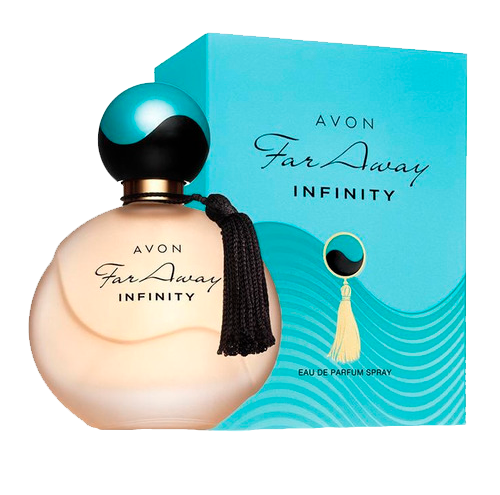 AVON
Far Away
INFINITY
EAU DE PARFUM SPRAY
AVON
Far Away
INFINITY